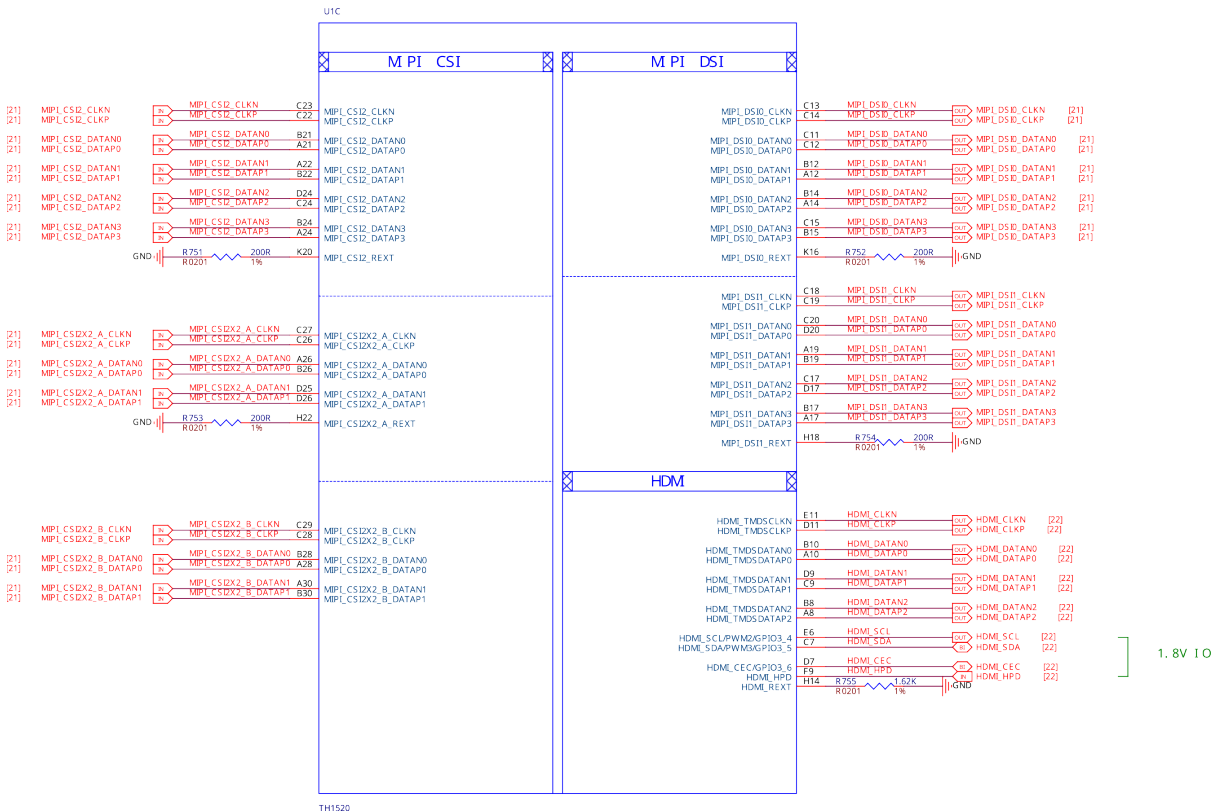 U1C
MIPI CSI MIPI DSI
[21] MIPI_CSI2_CLKN IN MIPI_CSI2_CLKN C23 MIPI_CSI2_CLKN
[21] MIPI_CSI2_CLKP IN MIPI_CSI2_CLKP C22 MIPI_CSI2_CLKP
[21] MIPI_CSI2_DATAN0 IN MIPI_CSI2_DATAN0 B21 MIPI_CSI2_DATAN0
[21] MIPI_CSI2_DATAP0 IN MIPI_CSI2_DATAP0 A21 MIPI_CSI2_DATAP0
[21] MIPI_CSI2_DATAN1 IN MIPI_CSI2_DATAN1 A22 MIPI_CSI2_DATAN1
[21] MIPI_CSI2_DATAP1 IN MIPI_CSI2_DATAP1 B22 MIPI_CSI2_DATAP1
[21] MIPI_CSI2_DATAN2 IN MIPI_CSI2_DATAN2 D24 MIPI_CSI2_DATAN2
[21] MIPI_CSI2_DATAP2 IN MIPI_CSI2_DATAP2 C24 MIPI_CSI2_DATAP2
[21] MIPI_CSI2_DATAN3 IN MIPI_CSI2_DATAN3 B24 MIPI_CSI2_DATAN3
[21] MIPI_CSI2_DATAP3 IN MIPI_CSI2_DATAP3 A24 MIPI_CSI2_DATAP3
GND R751 200R K20 MIPI_CSI2_REXT
R0201 1%
[21] MIPI_CSI2X2_A_CLKN IN MIPI_CSI2X2_A_CLKN C27 MIPI_CSI2X2_A_CLKN
[21] MIPI_CSI2X2_A_CLKP IN MIPI_CSI2X2_A_CLKP C26 MIPI_CSI2X2_A_CLKP
[21] MIPI_CSI2X2_A_DATAN0 IN MIPI_CSI2X2_A_DATAN0 A26 MIPI_CSI2X2_A_DATAN0
[21] MIPI_CSI2X2_A_DATAP0 IN MIPI_CSI2X2_A_DATAP0 B26 MIPI_CSI2X2_A_DATAP0
[21] MIPI_CSI2X2_A_DATAN1 IN MIPI_CSI2X2_A_DATAN1 D25 MIPI_CSI2X2_A_DATAN1
[21] MIPI_CSI2X2_A_DATAP1 IN MIPI_CSI2X2_A_DATAP1 D26 MIPI_CSI2X2_A_DATAP1
GND R753 200R H22 MIPI_CSI2X2_A_REXT
R0201 1%
MIPI_CSI2X2_B_CLKN IN MIPI_CSI2X2_B_CLKN C29 MIPI_CSI2X2_B_CLKN
MIPI_CSI2X2_B_CLKP IN MIPI_CSI2X2_B_CLKP C28 MIPI_CSI2X2_B_CLKP
[21] MIPI_CSI2X2_B_DATAN0 IN MIPI_CSI2X2_B_DATAN0 B28 MIPI_CSI2X2_B_DATAN0
[21] MIPI_CSI2X2_B_DATAP0 IN MIPI_CSI2X2_B_DATAP0 A28 MIPI_CSI2X2_B_DATAP0
[21] MIPI_CSI2X2_B_DATAN1 IN MIPI_CSI2X2_B_DATAN1 A30 MIPI_CSI2X2_B_DATAN1
[21] MIPI_CSI2X2_B_DATAP1 IN MIPI_CSI2X2_B_DATAP1 B30 MIPI_CSI2X2_B_DATAP1
MIPI_DSI0_CLKN C13 MIPI_DSI0_CLKN OUT MIPI_DSI0_CLKN [21]
MIPI_DSI0_CLKP C14 MIPI_DSI0_CLKP OUT MIPI_DSI0_CLKP [21]
MIPI_DSI0_DATAN0 C11 MIPI_DSI0_DATAN0 OUT MIPI_DSI0_DATAN0 [21]
MIPI_DSI0_DATAP0 C12 MIPI_DSI0_DATAP0 OUT MIPI_DSI0_DATAP0 [21]
MIPI_DSI0_DATAN1 B12 MIPI_DSI0_DATAN1 OUT MIPI_DSI0_DATAN1 [21]
MIPI_DSI0_DATAP1 A12 MIPI_DSI0_DATAP1 OUT MIPI_DSI0_DATAP1 [21]
MIPI_DSI0_DATAN2 B14 MIPI_DSI0_DATAN2 OUT MIPI_DSI0_DATAN2 [21]
MIPI_DSI0_DATAP2 A14 MIPI_DSI0_DATAP2 OUT MIPI_DSI0_DATAP2 [21]
MIPI_DSI0_DATAN3 C15 MIPI_DSI0_DATAN3 OUT MIPI_DSI0_DATAN3 [21]
MIPI_DSI0_DATAP3 B15 MIPI_DSI0_DATAP3 OUT MIPI_DSI0_DATAP3 [21]
MIPI_DSI0_REXT K16 R752 200R GND
R0201 1%
MIPI_DSI1_CLKN C18 MIPI_DSI1_CLKN OUT MIPI_DSI1_CLKN
MIPI_DSI1_CLKP C19 MIPI_DSI1_CLKP OUT MIPI_DSI1_CLKP
MIPI_DSI1_DATAN0 C20 MIPI_DSI1_DATAN0 OUT MIPI_DSI1_DATAN0
MIPI_DSI1_DATAP0 D20 MIPI_DSI1_DATAP0 OUT MIPI_DSI1_DATAP0
MIPI_DSI1_DATAN1 A19 MIPI_DSI1_DATAN1 OUT MIPI_DSI1_DATAN1
MIPI_DSI1_DATAP1 B19 MIPI_DSI1_DATAP1 OUT MIPI_DSI1_DATAP1
MIPI_DSI1_DATAN2 C17 MIPI_DSI1_DATAN2 OUT MIPI_DSI1_DATAN2
MIPI_DSI1_DATAP2 D17 MIPI_DSI1_DATAP2 OUT MIPI_DSI1_DATAP2
MIPI_DSI1_DATAN3 B17 MIPI_DSI1_DATAN3 OUT MIPI_DSI1_DATAN3
MIPI_DSI1_DATAP3 A17 MIPI_DSI1_DATAP3 OUT MIPI_DSI1_DATAP3
MIPI_DSI1_REXT H18 R754 200R GND
R0201 1%
HDMI
HDMI_TMDSCLKN E11 HDMI_CLKN OUT HDMI_CLKN [22]
HDMI_TMDSCLKP D11 HDMI_CLKP OUT HDMI_CLKP [22]
HDMI_TMDSDATAN0 B10 HDMI_DATAN0 OUT HDMI_DATAN0 [22]
HDMI_TMDSDATAP0 A10 HDMI_DATAP0 OUT HDMI_DATAP0 [22]
HDMI_TMDSDATAN1 D9 HDMI_DATAN1 OUT HDMI_DATAN1 [22]
HDMI_TMDSDATAP1 C9 HDMI_DATAP1 OUT HDMI_DATAP1 [22]
HDMI_TMDSDATAN2 B8 HDMI_DATAN2 OUT HDMI_DATAN2 [22]
HDMI_TMDSDATAP2 A8 HDMI_DATAP2 OUT HDMI_DATAP2 [22]
HDMI_SCL/PWM2/GPIO3_4 E6 HDMI_SCL OUT HDMI_SCL [22]
HDMI_SDA/PWM3/GPIO3_5 C7 HDMI_SDA BI HDMI_SDA [22]
1.8V IO
HDMI_CEC/GPIO3_6 D7 HDMI_CEC BI HDMI_CEC [22]
HDMI_HPD F9 HDMI_HPD IN HDMI_HPD [22]
HDMI_REXT H14 R755 1.62K GND
R0201 1%
TH1520